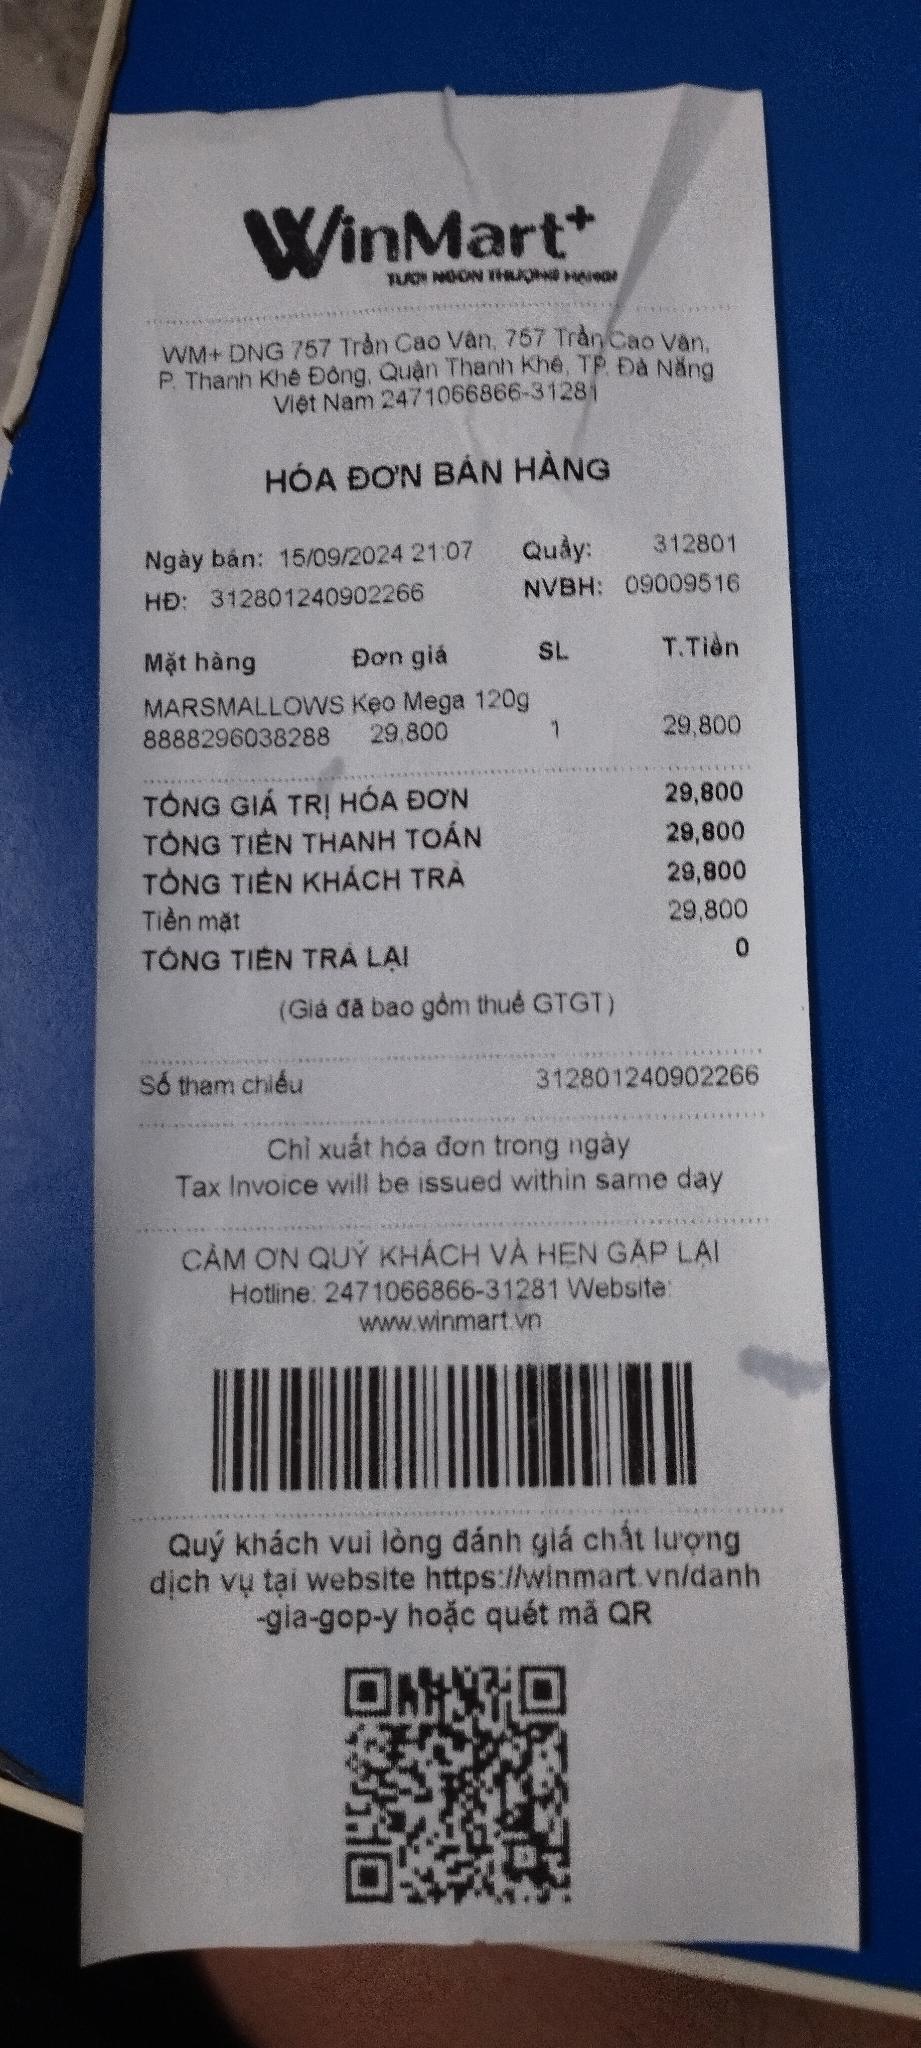 WinMart+
TƯƠI NGON THƯỢNG HẠNG
WM+ DNG 757 Trần Cao Vân, 757 Trần Cao Vân,
P. Thanh Khê Đông, Quận Thanh Khê, TP. Đà Nẵng
Việt Nam 2471066866-31281
HÓA ĐƠN BÁN HÀNG
Ngày bán: 15/09/2024 21:07 Quầy: 312801
HĐ: 312801240902266 NVBH: 09009516
Mặt hàng Đơn giá SL T.Tiền
MARSMALLOWS Kẹo Mega 120g
8888296038288 29,800 1 29,800
TỔNG GIÁ TRỊ HÓA ĐƠN 29,800
TỔNG TIỀN THANH TOÁN 29,800
TỔNG TIỀN KHÁCH TRẢ 29,800
Tiền mặt 29,800
TỔNG TIỀN TRẢ LẠI 0
(Giá đã bao gồm thuế GTGT)
Số tham chiếu 312801240902266
Chỉ xuất hóa đơn trong ngày
Tax Invoice will be issued within same day
CẢM ƠN QUÝ KHÁCH VÀ HẸN GẶP LẠI
Hotline: 2471066866-31281 Website:
www.winmart.vn
Quý khách vui lòng đánh giá chất lượng
dịch vụ tại website https://winmart.vn/danh
-gia-gop-y hoặc quét mã QR